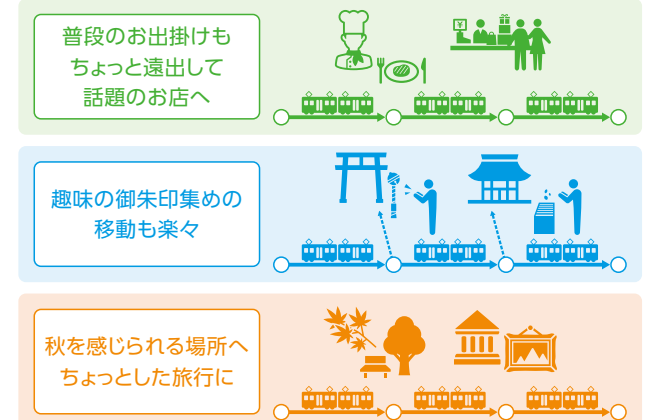 普段のお出掛けも
ちょっと遠出して
話題のお店へ
¥
趣味の御朱印集めの
移動も楽々
秋を感じられる場所へ
ちょっとした旅行に